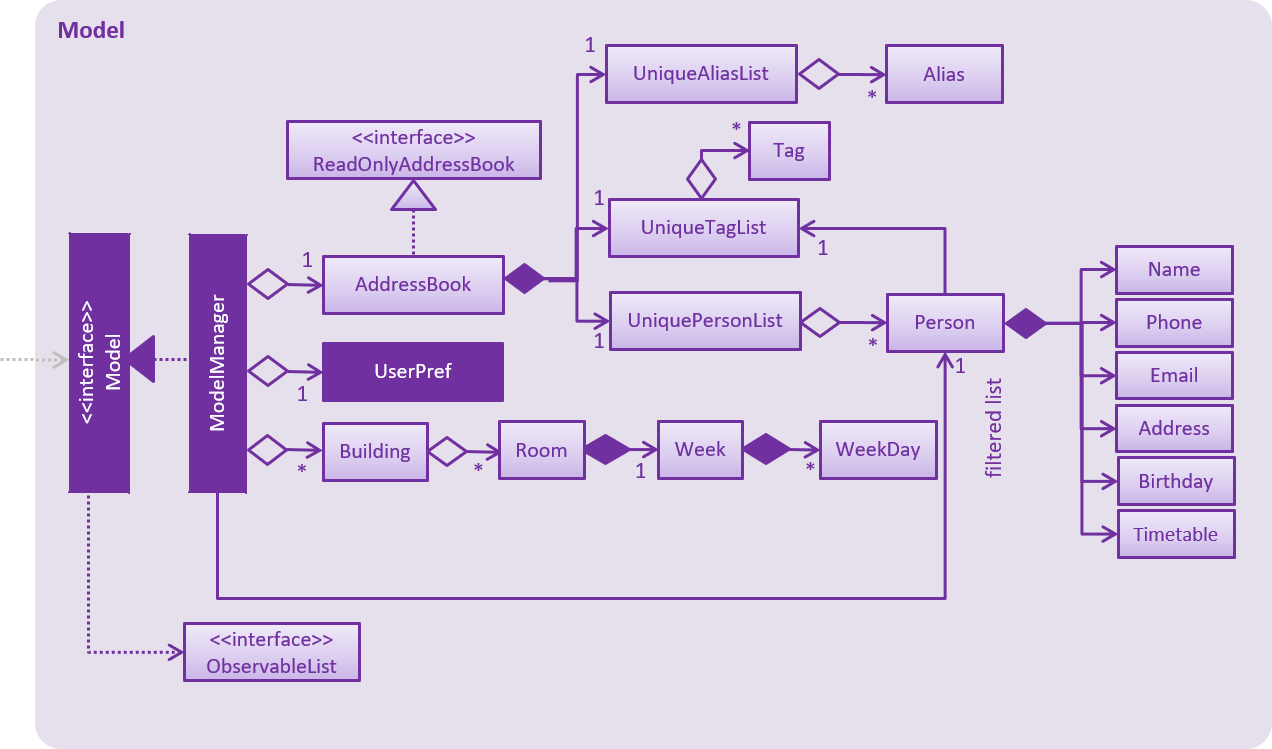 Model
1
UniqueAliasList
Alias
*
<<interface>>
ReadOnlyAddressBook
*
Tag
1
UniqueTagList
1
<<interface>>
Model
ModelManager
1
AddressBook
1
UniquePersonList
*
Person
Name
Phone
Email
Address
Birthday
Timetable
1
UserPref
1
filtered list
*
Building
*
Room
1
Week
*
WeekDay
<<interface>>
ObservableList